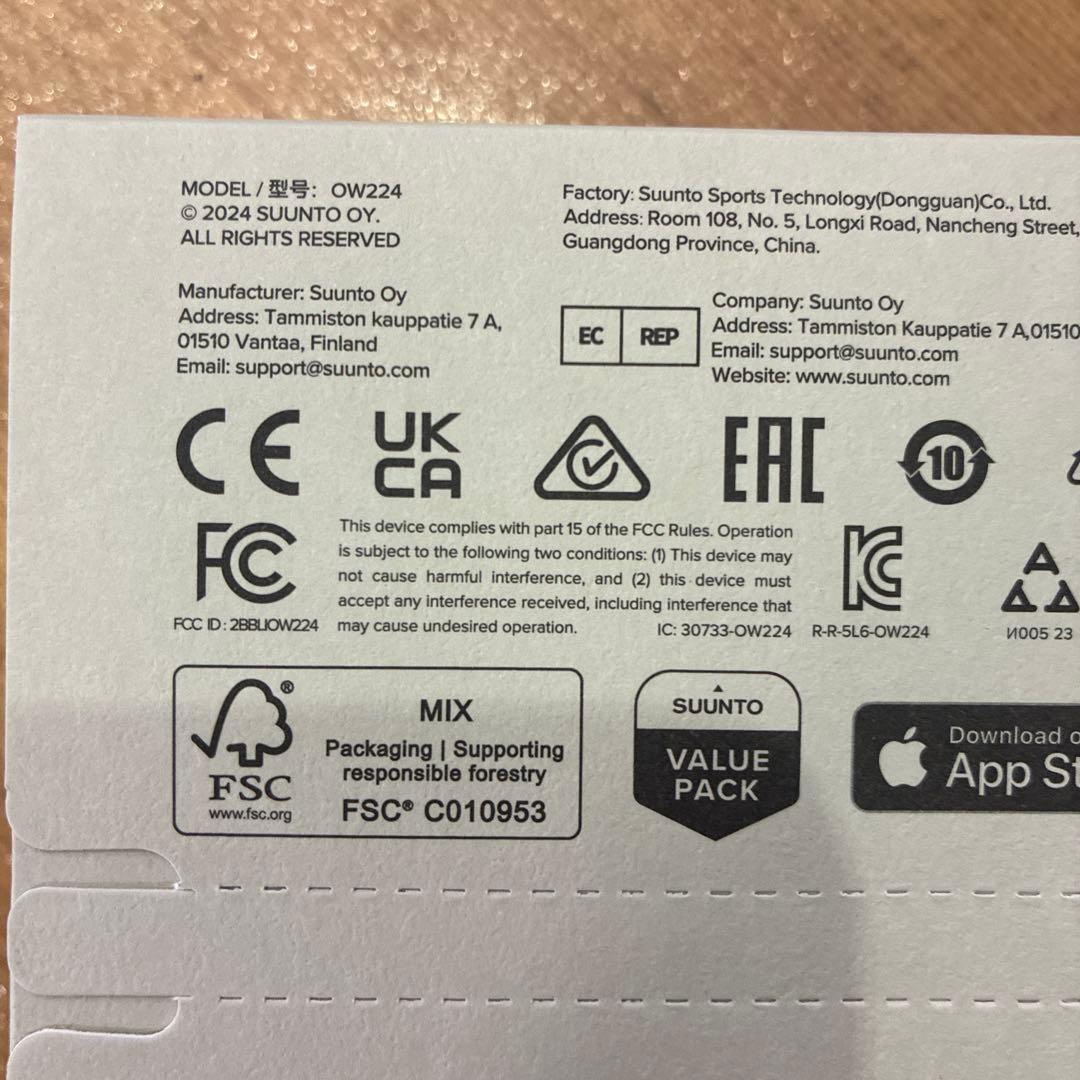 MODEL / 型号: OW224
© 2024 SUUNTO OY.
ALL RIGHTS RESERVED
Factory: Suunto Sports Technology(Dongguan)Co., Ltd.
Address: Room 108, No. 5, Longxi Road, Nancheng Street,
Guangdong Province, China.
Manufacturer: Suunto Oy
Address: Tammiston kauppatie 7 A,
01510 Vantaa, Finland
Email: support@suunto.com
EC REP
Company: Suunto Oy
Address: Tammiston Kauppatie 7 A,01510
Email: support@suunto.com
Website: www.suunto.com
CE
UK
CA
EAC
10
FC
FCC ID : 2BBLIOW224
This device complies with part 15 of the FCC Rules. Operation
is subject to the following two conditions: (1) This device may
not cause harmful interference, and (2) this device must
accept any interference received, including interference that
may cause undesired operation.
IC: 30733-OW224
KC
R-R-5L6-OW224
И005 23
®
FSC
www.fsc.org
MIX
Packaging | Supporting
responsible forestry
FSC® C010953
SUUNTO
VALUE
PACK
Download
App